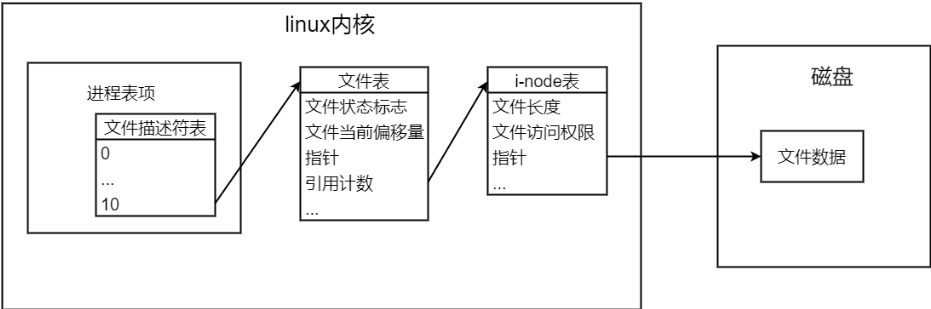 linux内核
进程表项
文件描述符表
0
...
10
文件表
文件状态标志
文件当前偏移量
指针
引用计数
...
i-node表
文件长度
文件访问权限
指针
...
磁盘
文件数据